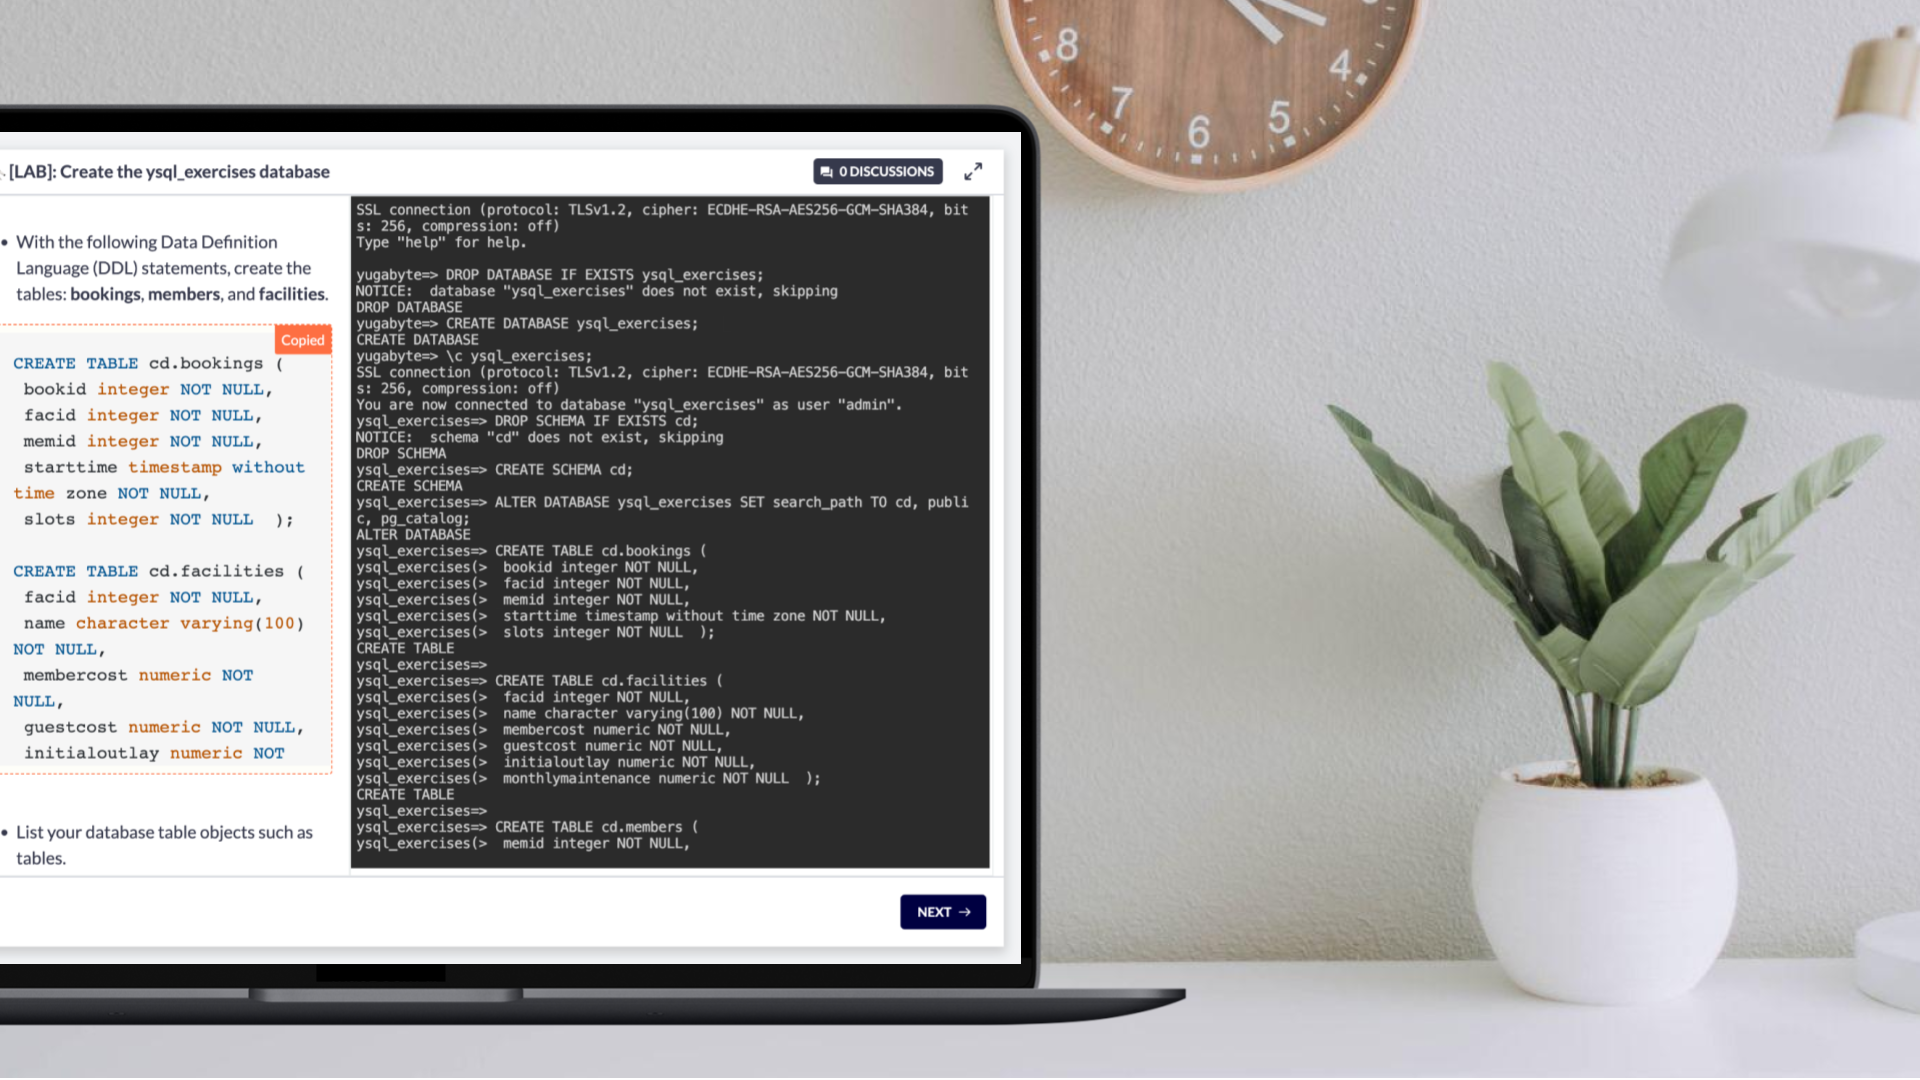 8
7
6
5
4
[LAB]: Create the ysql_exercises database
0 DISCUSSIONS
• With the following Data Definition
Language (DDL) statements, create the
tables: bookings, members, and facilities.
Copied
CREATE TABLE cd.bookings (
bookid integer NOT NULL,
facid integer NOT NULL,
memid integer NOT NULL,
starttime timestamp without
time zone NOT NULL,
slots integer NOT NULL  );
CREATE TABLE cd.facilities (
facid integer NOT NULL,
name character varying(100)
NOT NULL,
membercost numeric NOT
NULL,
guestcost numeric NOT NULL,
initialoutlay numeric NOT
• List your database table objects such as
tables.
SSL connection (protocol: TLSv1.2, cipher: ECDHE-RSA-AES256-GCM-SHA384, bit
s: 256, compression: off)
Type "help" for help.
yugabyte=> DROP DATABASE IF EXISTS ysql_exercises;
NOTICE:  database "ysql_exercises" does not exist, skipping
DROP DATABASE
yugabyte=> CREATE DATABASE ysql_exercises;
CREATE DATABASE
yugabyte=> \c ysql_exercises;
SSL connection (protocol: TLSv1.2, cipher: ECDHE-RSA-AES256-GCM-SHA384, bit
s: 256, compression: off)
You are now connected to database "ysql_exercises" as user "admin".
ysql_exercises=> DROP SCHEMA IF EXISTS cd;
NOTICE:  schema "cd" does not exist, skipping
DROP SCHEMA
ysql_exercises=> CREATE SCHEMA cd;
CREATE SCHEMA
ysql_exercises=> ALTER DATABASE ysql_exercises SET search_path TO cd, publi
c, pg_catalog;
ALTER DATABASE
ysql_exercises=> CREATE TABLE cd.bookings (
ysql_exercises(>  bookid integer NOT NULL,
ysql_exercises(>  facid integer NOT NULL,
ysql_exercises(>  memid integer NOT NULL,
ysql_exercises(>  starttime timestamp without time zone NOT NULL,
ysql_exercises(>  slots integer NOT NULL  );
CREATE TABLE
ysql_exercises=>
ysql_exercises=> CREATE TABLE cd.facilities (
ysql_exercises(>  facid integer NOT NULL,
ysql_exercises(>  name character varying(100) NOT NULL,
ysql_exercises(>  membercost numeric NOT NULL,
ysql_exercises(>  guestcost numeric NOT NULL,
ysql_exercises(>  initialoutlay numeric NOT NULL,
ysql_exercises(>  monthlymaintenance numeric NOT NULL  );
CREATE TABLE
ysql_exercises=>
ysql_exercises=> CREATE TABLE cd.members (
ysql_exercises(>  memid integer NOT NULL,
NEXT →